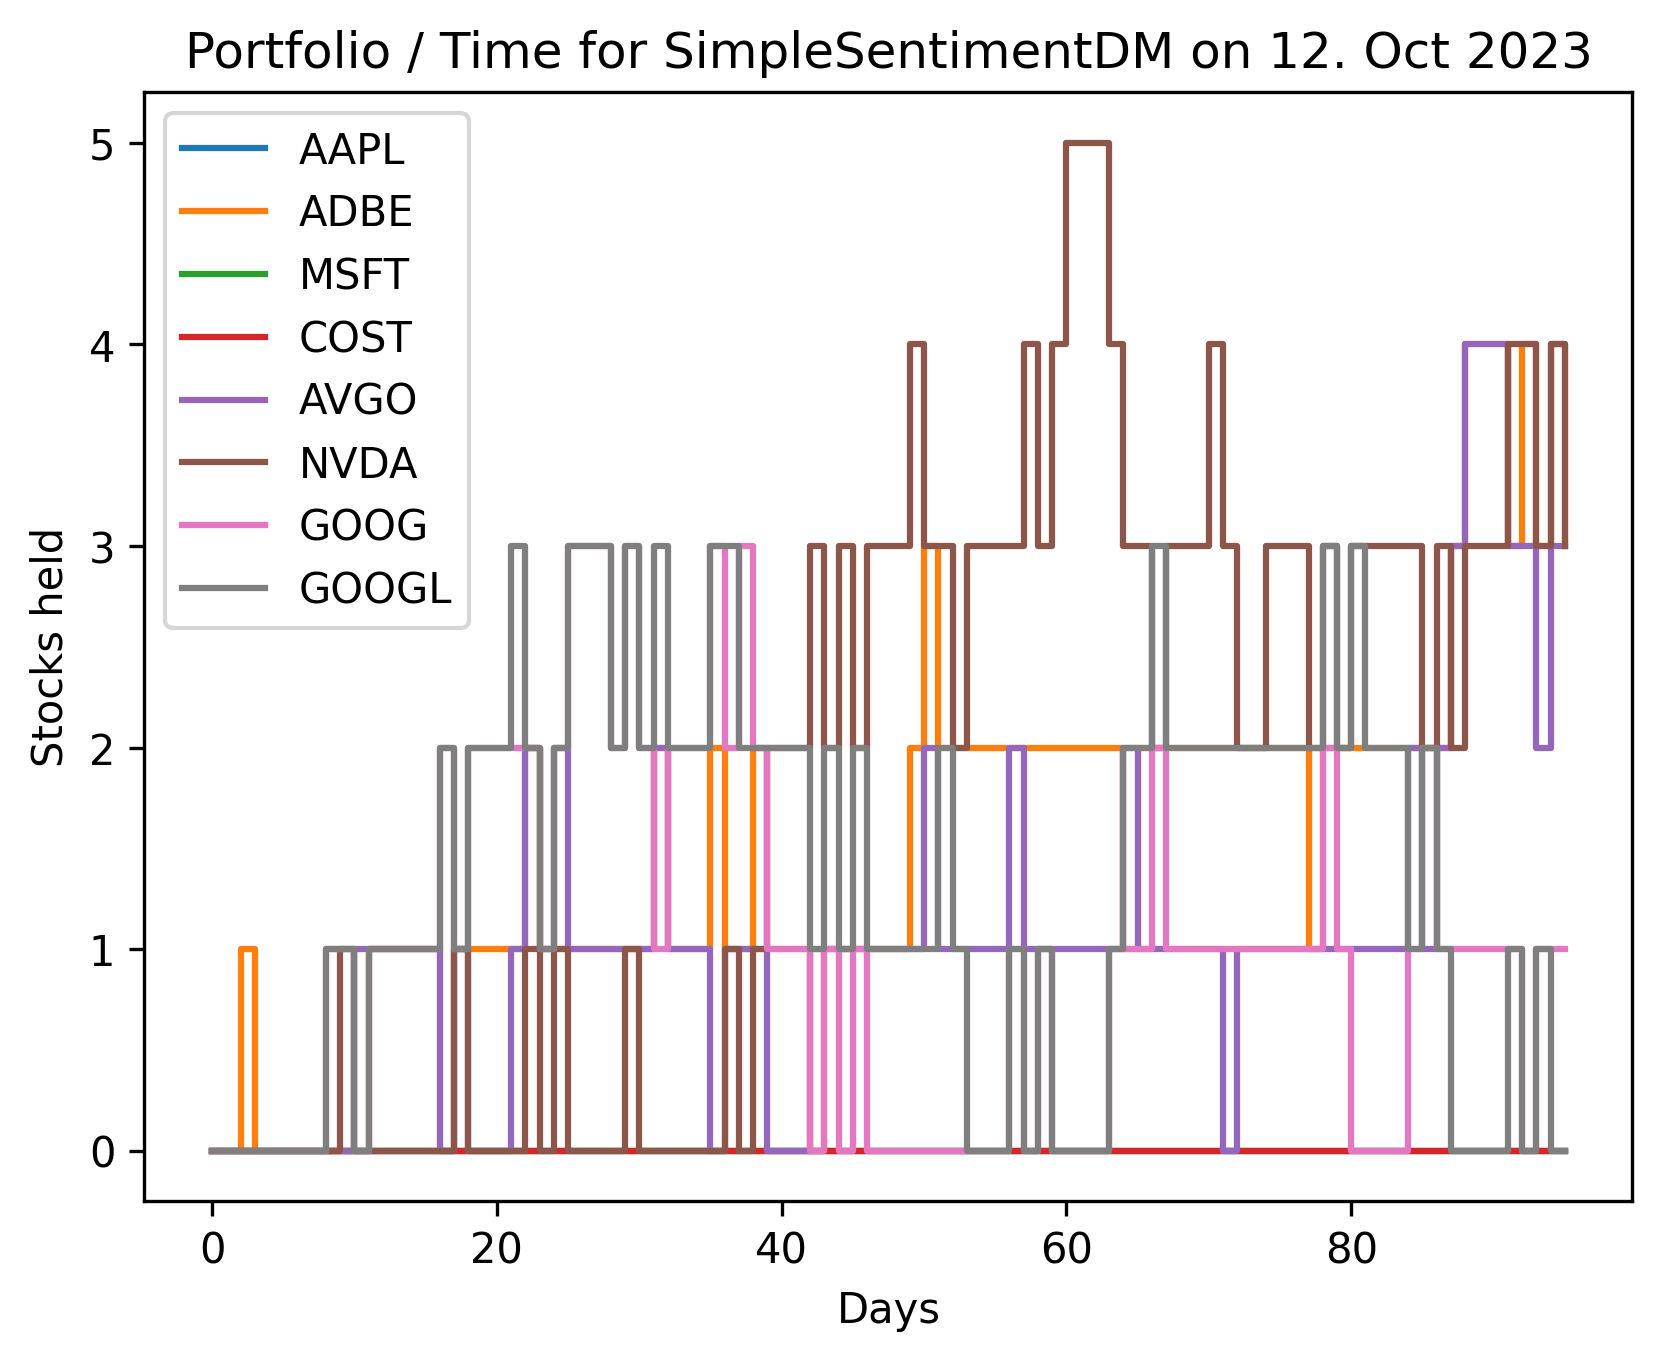 Portfolio / Time for SimpleSentimentDM on 12. Oct 2023
AAPL
ADBE
MSFT
COST
AVGO
NVDA
GOOG
GOOGL
Stocks held
5
4
3
2
1
0
0 20 40 60 80
Days